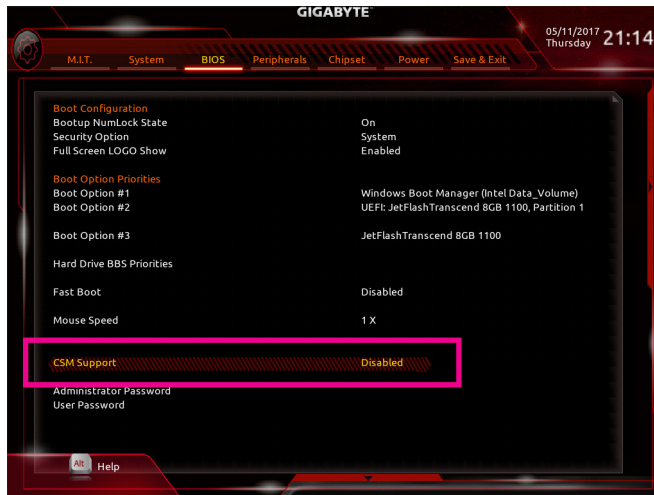 GIGABYTE
05/11/2017 21:14
Thursday
M.I.T. System BIOS Peripherals Chipset Power Save & Exit
Boot Configuration
Bootup NumLock State On
Security Option System
Full Screen LOGO Show Enabled
Boot Option Priorities
Boot Option #1 Windows Boot Manager (Intel Data_Volume)
Boot Option #2 UEFI: JetFlashTranscend 8GB 1100, Partition 1
Boot Option #3 JetFlashTranscend 8GB 1100
Hard Drive BBS Priorities
Fast Boot Disabled
Mouse Speed 1 X
CSM Support Disabled
Administrator Password
User Password
Alt Help